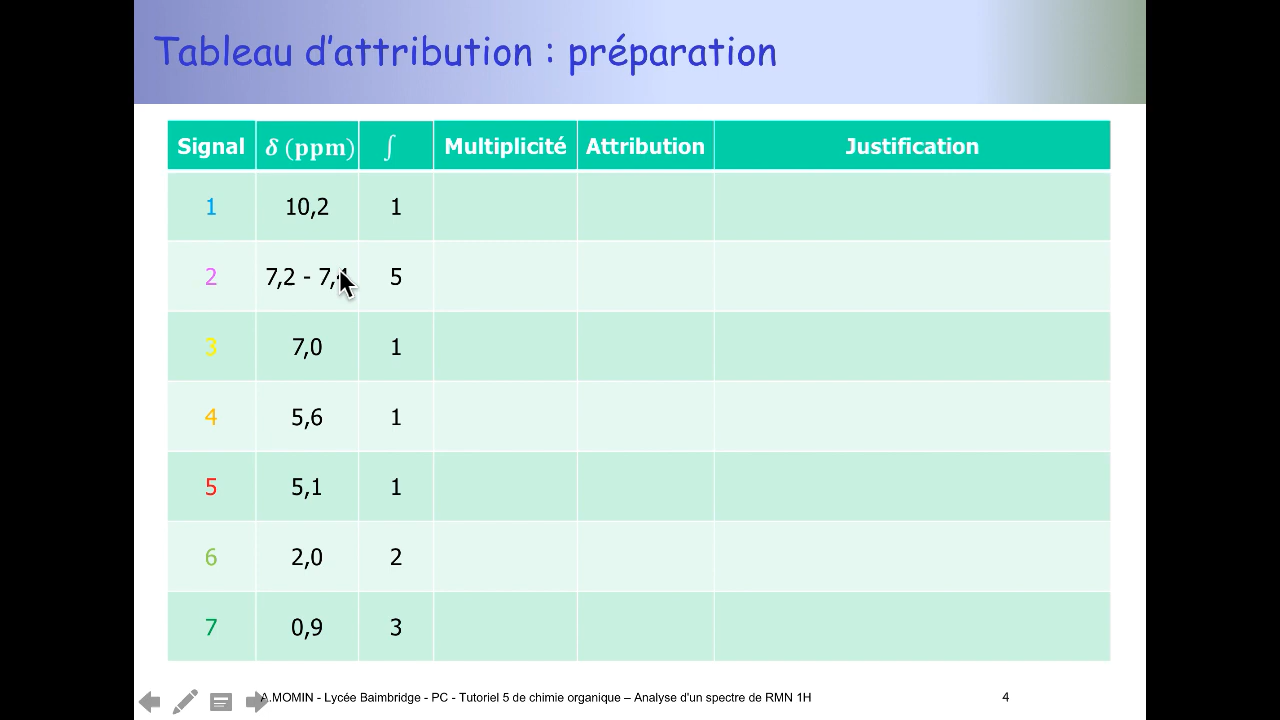 Tableau d'attribution : préparation
Signal δ (ppm) ∫ Multiplicité Attribution Justification
1 10,2 1
2 7,2 - 7, 5
3 7,0 1
4 5,6 1
5 5,1 1
6 2,0 2
7 0,9 3
A.MOMIN - Lycée Baimbridge - PC - Tutoriel 5 de chimie organique – Analyse d'un spectre de RMN 1H 4